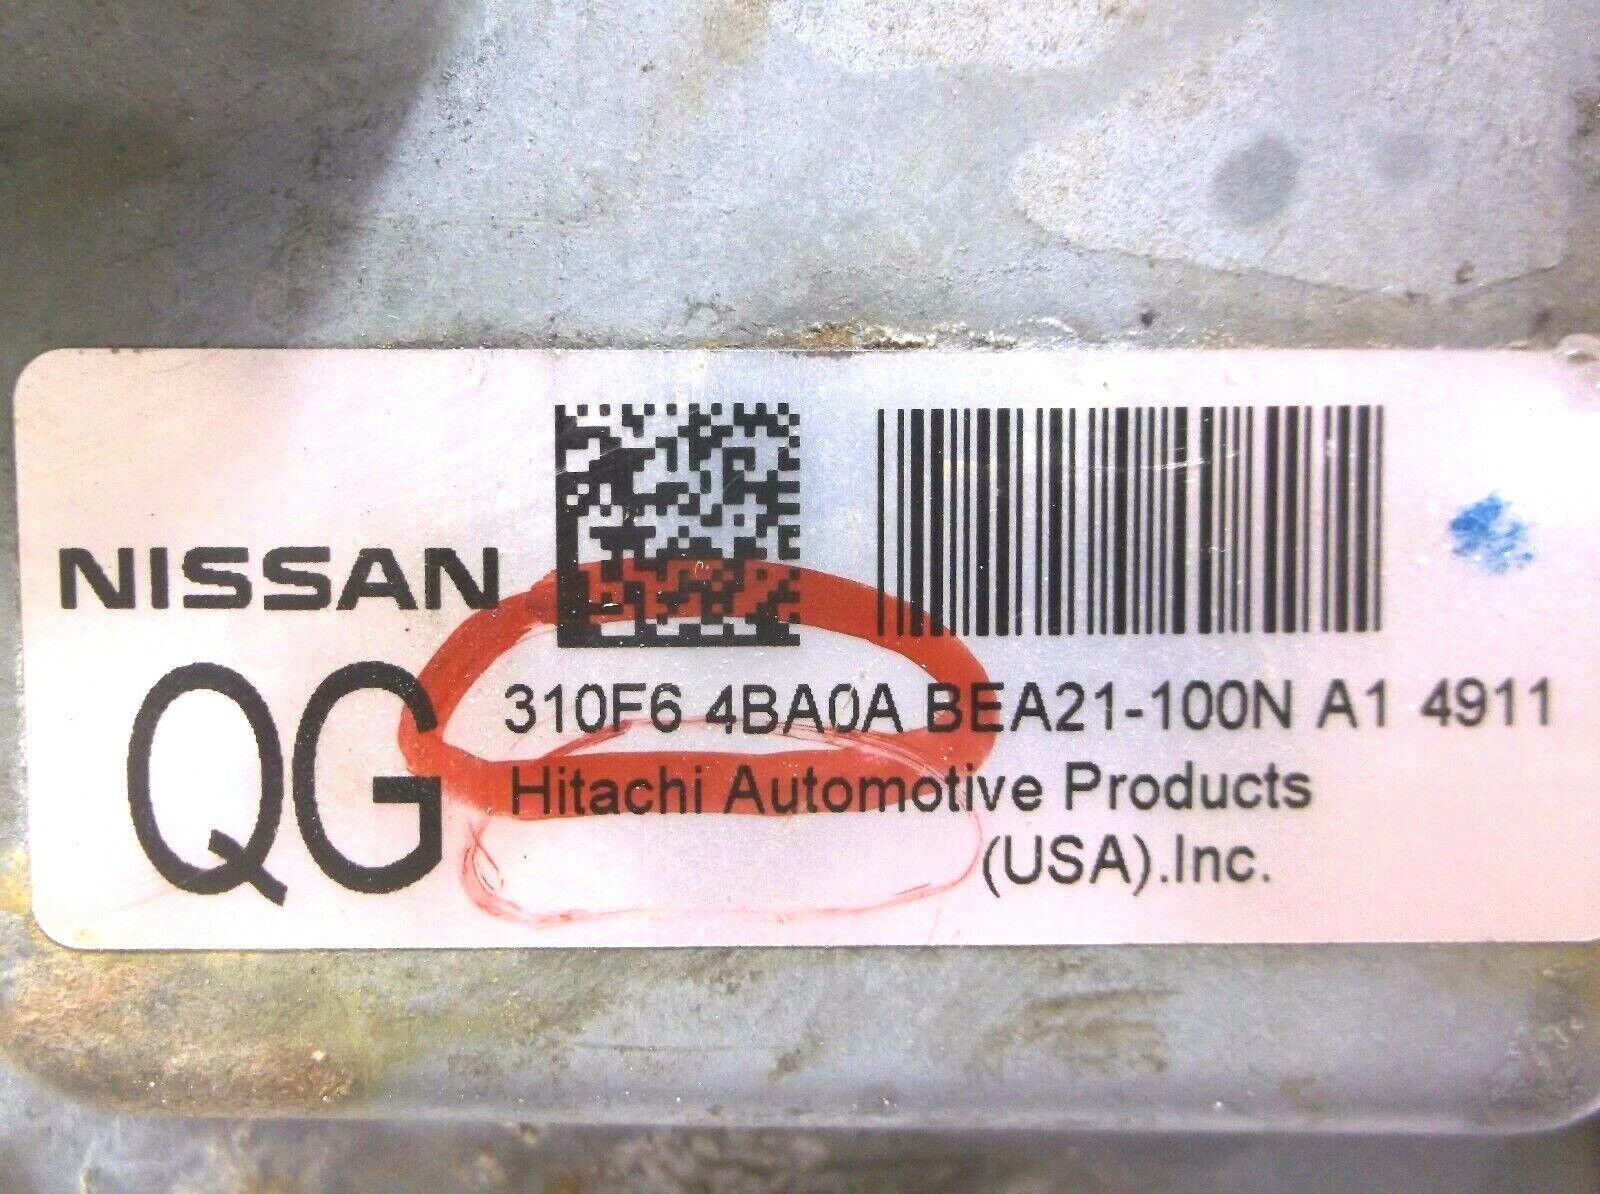 NISSAN
QG
310F6 4BA0A BEA21-100N A1 4911
Hitachi Automotive Products
(USA).Inc.